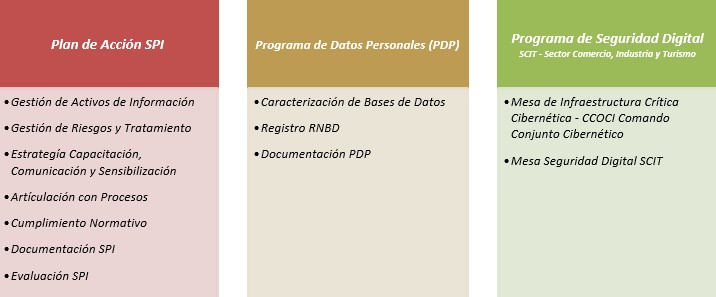 Plan de Acción SPI
• Gestión de Activos de Información
• Gestión de Riesgos y Tratamiento
• Estrategía Capacitación,
Comunicación y Sensibilización
• Artículación con Procesos
• Cumplimiento Normativo
• Documentación SPI
• Evaluación SPI
Programa de Datos Personales (PDP)
• Caracterización de Bases de Datos
• Registro RNBD
• Documentación PDP
Programa de Seguridad Digital
SCIT - Sector Comercio, Industria y Turismo
• Mesa de Infraestructura Crítica
Cibernética - CCOCI Comando
Conjunto Cibernético
• Mesa Seguridad Digital SCIT